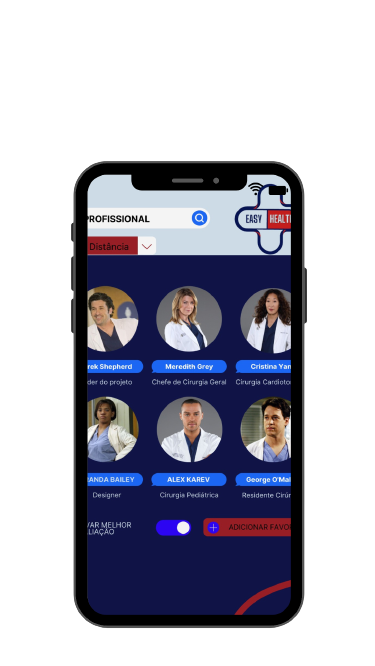 PROFISSIONAL
EASY HEALTH
Distância
rek Shepherd
Meredith Grey
Cristina Yan
der do projeto
Chefe de Cirurgia Geral
Cirurgia Cardioto
RANDA BAILEY
ALEX KAREV
George O'Mal
Designer
Cirurgia Pediátrica
Residente Cirúr
VAR MELHOR
LIAÇÃO
ADICIONAR FAVO